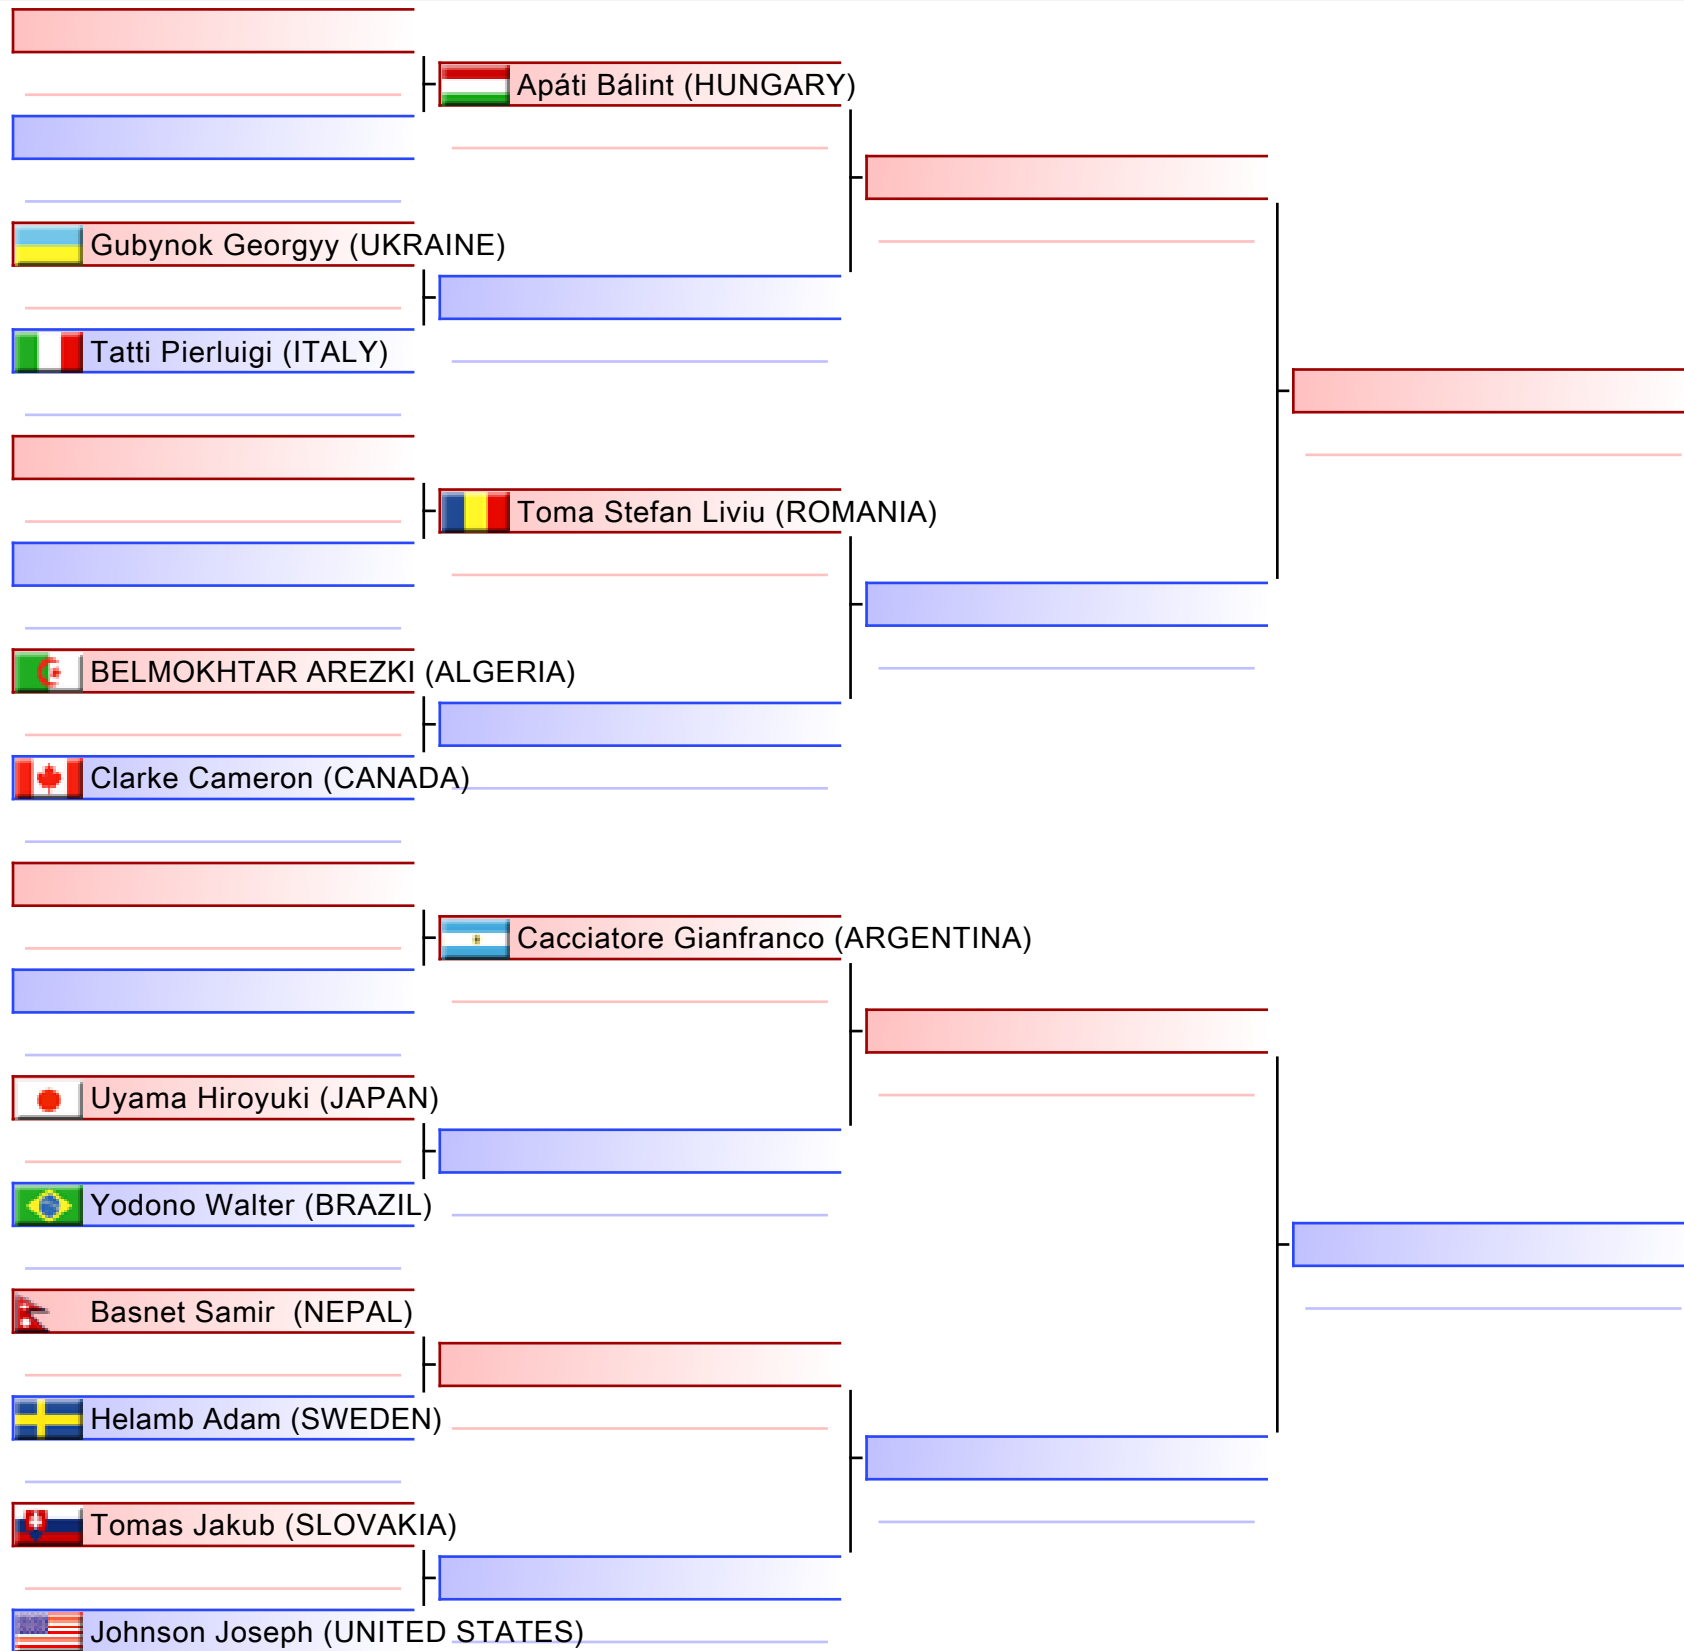 Apáti Bálint (HUNGARY)
Gubynok Georgyy (UKRAINE)
Tatti Pierluigi (ITALY)
Toma Stefan Liviu (ROMANIA)
BELMOKHTAR AREZKI (ALGERIA)
Clarke Cameron (CANADA)
Cacciatore Gianfranco (ARGENTINA)
Uyama Hiroyuki (JAPAN)
Yodono Walter (BRAZIL)
Basnet Samir  (NEPAL)
Helamb Adam (SWEDEN)
Tomas Jakub (SLOVAKIA)
Johnson Joseph (UNITED STATES)